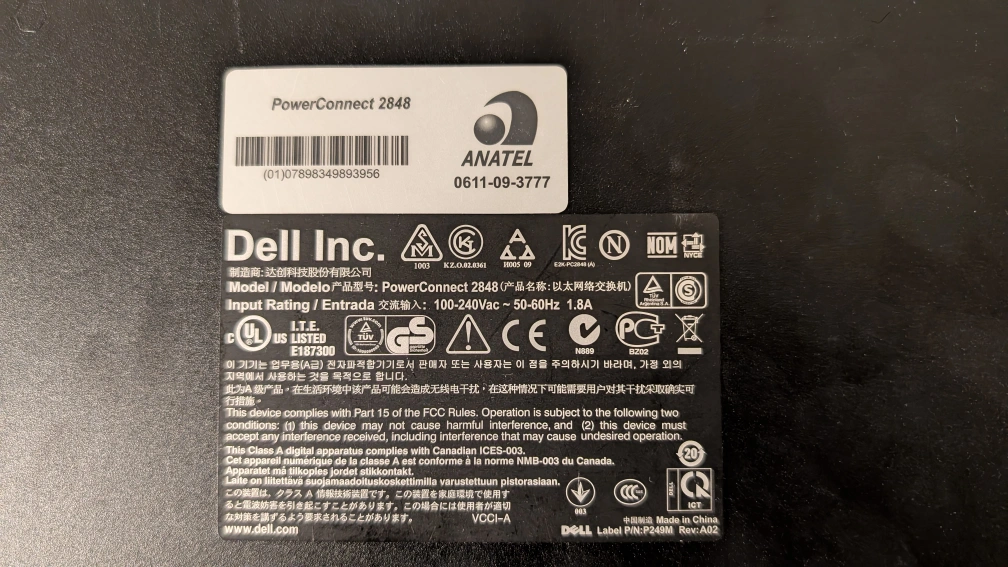 PowerConnect 2848
(01)07898349893956
ANATEL
0611-09-3777
Dell Inc.
1003
KZ.O.02.0361
H005 09
E2K-PC2848 (A)
NOM
NYCE
制造商: 达创科技股份有限公司
Model / Modelo 产品型号: PowerConnect 2848 (产品名称: 以太网络交换机)
Input Rating / Entrada 交流输入: 100-240Vac ~ 50-60Hz 1.8A
TÜV
Rheinland
Argentina S.A.
S
C UL US
I.T.E.
LISTED
E187300
TÜV
GS
geprüfte
Sicherheit
CE
N889
BZ02
이 기기는 업무용(A급) 전자파적합기기로서 판매자 또는 사용자는 이 점을 주의하시기 바라며, 가정 외의
지역에서 사용하는 것을 목적으로 합니다.
此为A级产品。在生活环境中该产品可能会造成无线电干扰。在这种情况下可能需要用户对其干扰采取确实可
行措施。
This device complies with Part 15 of the FCC Rules. Operation is subject to the following two
conditions: (1) this device may not cause harmful interference, and (2) this device must
accept any interference received, including interference that may cause undesired operation.
This Class A digital apparatus complies with Canadian ICES-003.
Cet appareil numérique de la classe A est conforme à la norme NMB-003 du Canada.
Apparatet må tilkoples jordet stikkontakt.
Laite on liitettävä suojamaadoituskoskettimilla varustettuun pistorasiaan.
この装置は、クラス A 情報技術装置です。この装置を家庭環境で使用す
ると電波妨害を引き起こすことがあります。この場合には使用者が適切
な対策を講ずるよう要求されることがあります。 VCCI-A
www.dell.com
20
003
CCC
ICT
中国制造 Made in China
DELL Label P/N:P249M Rev:A02